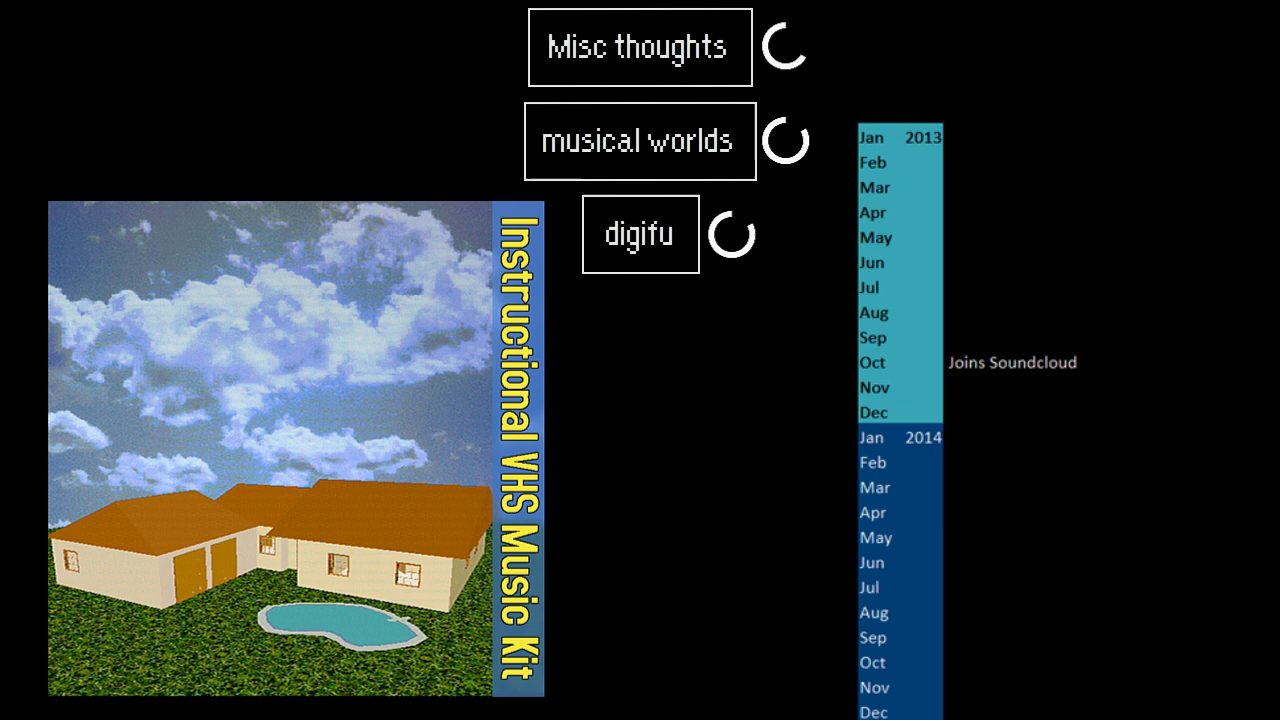 Misc thoughts
musical worlds
digifu
Instructional VHS Music Kit
Jan 2013
Feb
Mar
Apr
May
Jun
Jul
Aug
Sep
Oct Joins Soundcloud
Nov
Dec
Jan 2014
Feb
Mar
Apr
May
Jun
Jul
Aug
Sep
Oct
Nov
Dec